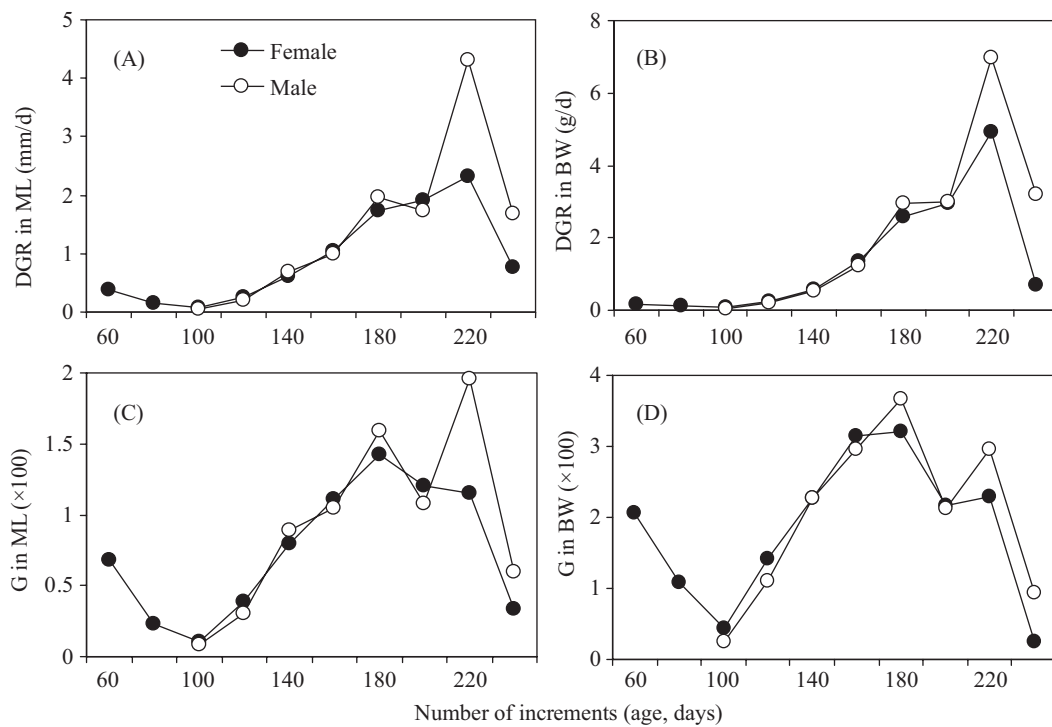 (A)
Female
Male
DGR in ML (mm/d)
5
4
3
2
1
0
60 100 140 180 220
(B)
DGR in BW (g/d)
8
6
4
2
0
60 100 140 180 220
(C)
G in ML (×100)
2
1.5
1
0.5
0
60 100 140 180 220
(D)
G in BW (×100)
4
3
2
1
0
60 100 140 180 220
Number of increments (age, days)